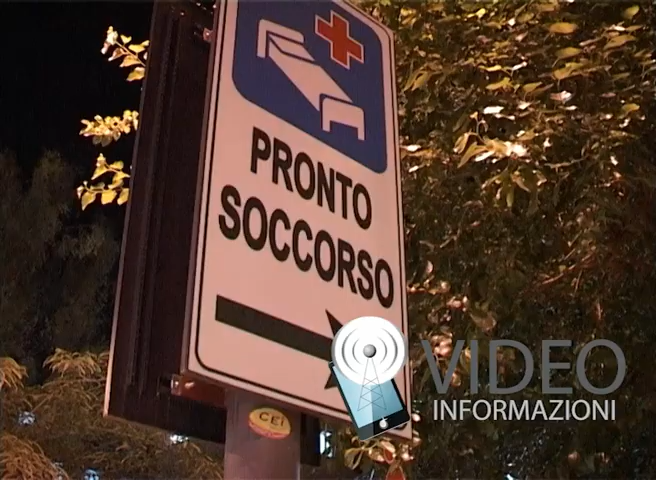 PRONTO
SOCCORSO
VIDEO
INFORMAZIONI
CEI